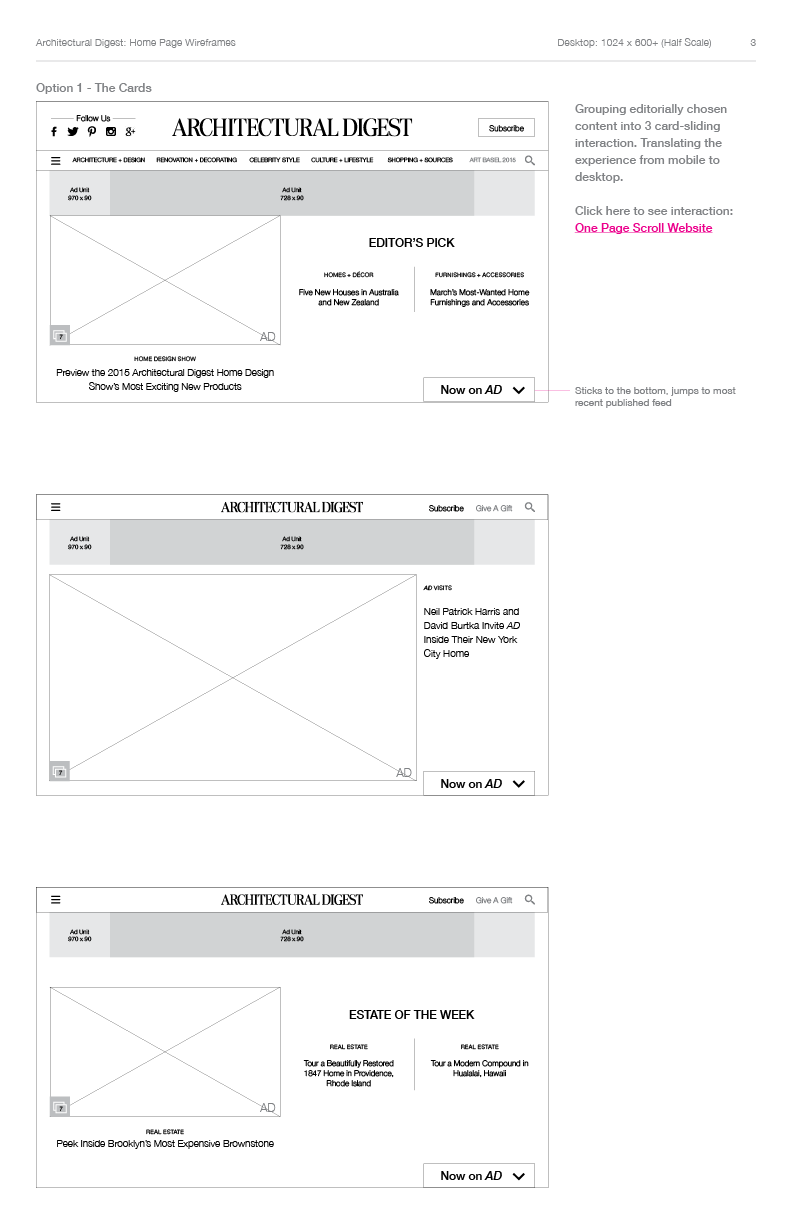 Architectural Digest: Home Page Wireframes
Desktop: 1024 x 600+ (Half Scale)
3
Option 1 - The Cards
Follow Us
ARCHITECTURAL DIGEST
Subscribe
ARCHITECTURE + DESIGN RENOVATION + DECORATING CELEBRITY STYLE CULTURE + LIFESTYLE SHOPPING + SOURCES ART BASEL 2015
Ad Unit
970 x 90
Ad Unit
728 x 90
7
AD
HOME DESIGN SHOW
Preview the 2015 Architectural Digest Home Design
Show's Most Exciting New Products
EDITOR'S PICK
HOMES + DÉCOR
Five New Houses in Australia
and New Zealand
FURNISHINGS + ACCESSORIES
March's Most-Wanted Home
Furnishings and Accessories
Now on AD
Grouping editorially chosen
content into 3 card-sliding
interaction. Translating the
experience from mobile to
desktop.
Click here to see interaction:
One Page Scroll Website
Sticks to the bottom, jumps to most
recent published feed
ARCHITECTURAL DIGEST
Subscribe Give A Gift
Ad Unit
970 x 90
Ad Unit
728 x 90
7
AD
AD VISITS
Neil Patrick Harris and
David Burtka Invite AD
Inside Their New York
City Home
Now on AD
ARCHITECTURAL DIGEST
Subscribe Give A Gift
Ad Unit
970 x 90
Ad Unit
728 x 90
7
AD
REAL ESTATE
Peek Inside Brooklyn's Most Expensive Brownstone
ESTATE OF THE WEEK
REAL ESTATE
Tour a Beautifully Restored
1847 Home in Providence,
Rhode Island
REAL ESTATE
Tour a Modern Compound in
Hualalai, Hawaii
Now on AD